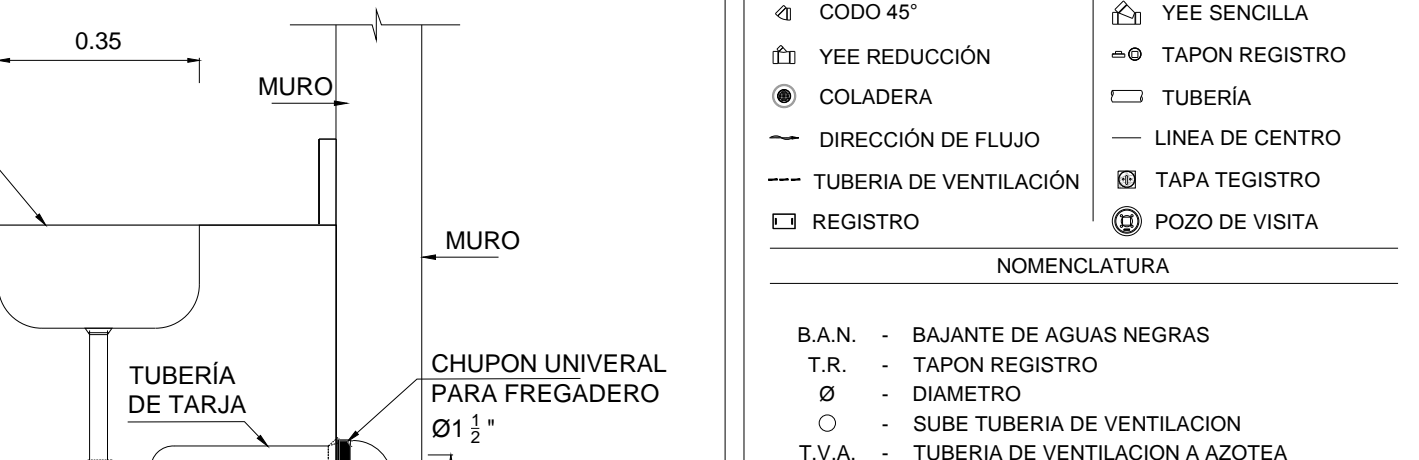 0.35
MURO
MURO
TUBERÍA
DE TARJA
CHUPON UNIVERAL
PARA FREGADERO
Ø1 1/2 "
CODO 45°
YEE REDUCCIÓN
COLADERA
DIRECCIÓN DE FLUJO
TUBERIA DE VENTILACIÓN
REGISTRO
YEE SENCILLA
TAPON REGISTRO
TUBERÍA
LINEA DE CENTRO
TAPA TEGISTRO
POZO DE VISITA
NOMENCLATURA
B.A.N. - BAJANTE DE AGUAS NEGRAS
T.R. - TAPON REGISTRO
Ø - DIAMETRO
- SUBE TUBERIA DE VENTILACION
T.V.A. - TUBERIA DE VENTILACION A AZOTEA